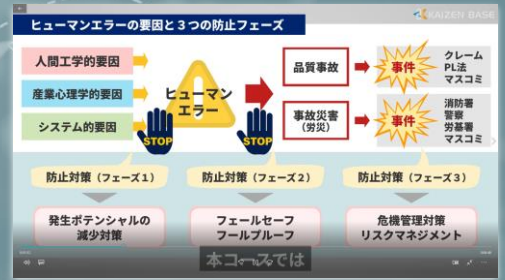 KAIZEN BASE
ヒューマンエラーの要因と3つの防止フェーズ
人間工学的要因
産業心理学的要因
システム的要因
ヒューマン
エラー
STOP
STOP
品質事故
事件
クレーム
PL法
マスコミ
事故災害
(労災)
事件
消防署
警察
労基署
マスコミ
防止対策(フェーズ1)
防止対策(フェーズ2)
防止対策(フェーズ3)
発生ポテンシャルの
減少対策
フェールセーフ
フールプルーフ
危機管理対策
リスクマネジメント
本コースでは